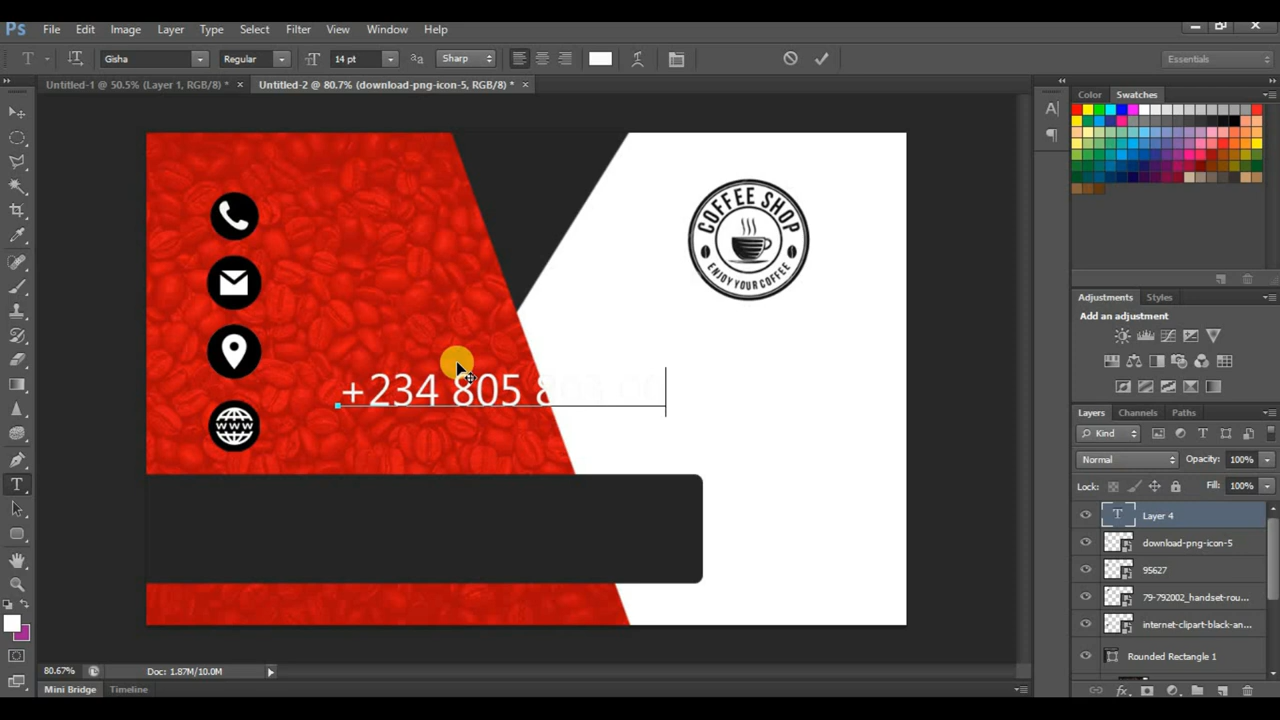 Ps File Edit Image Layer Type Select Filter View Window Help
T Gisha Regular 14 pt Sharp Essentials
Untitled-1 @ 50.5% (Layer 1, RGB/8) * × Untitled-2 @ 80.7% (download-png-icon-5, RGB/8) * ×
Color Swatches
COFFEE SHOP
ENJOY YOUR COFFEE
Adjustments Styles
Add an adjustment
+234 805 803
WWW
Layers Channels Paths
Kind
Normal Opacity: 100%
Lock: Fill: 100%
T Layer 4
download-png-icon-5
95627
79-792002_handset-rou...
internet-clipart-black-an...
Rounded Rectangle 1
80.67% Doc: 1.87M/10.0M
Mini Bridge Timeline